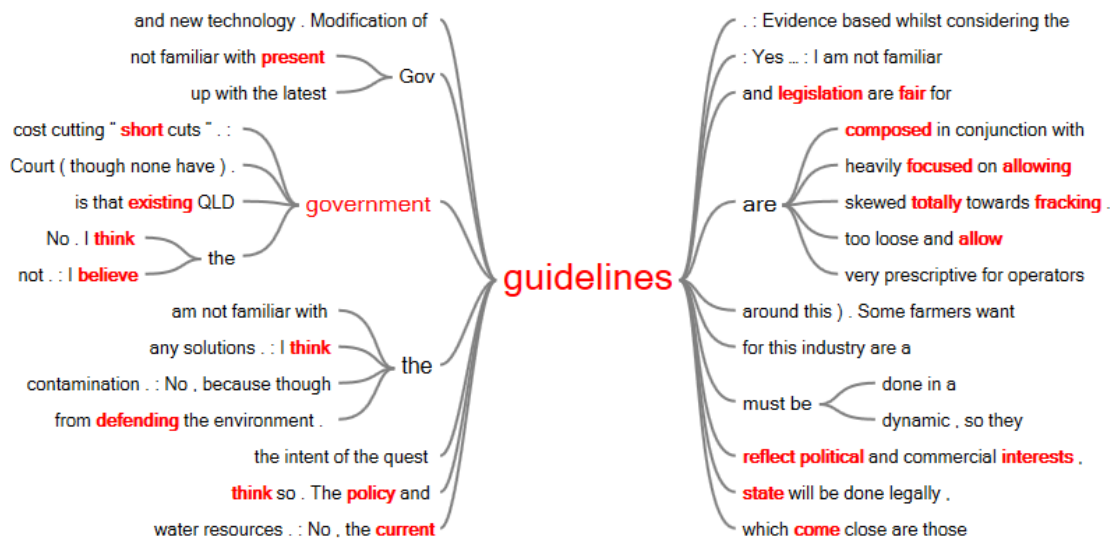 and new technology . Modification of
not familiar with present
up with the latest
Gov
cost cutting " short cuts " . :
Court ( though none have ) .
is that existing QLD
No . I think
not . : I believe
the
government
am not familiar with
any solutions . : I think
contamination . : No , because though
from defending the environment .
the
the intent of the quest
think so . The policy and
water resources . : No , the current
guidelines
. : Evidence based whilst considering the
: Yes ... : I am not familiar
and legislation are fair for
are
composed in conjunction with
heavily focused on allowing
skewed totally towards fracking .
too loose and allow
very prescriptive for operators
around this ) . Some farmers want
for this industry are a
must be
done in a
dynamic , so they
reflect political and commercial interests ,
state will be done legally ,
which come close are those